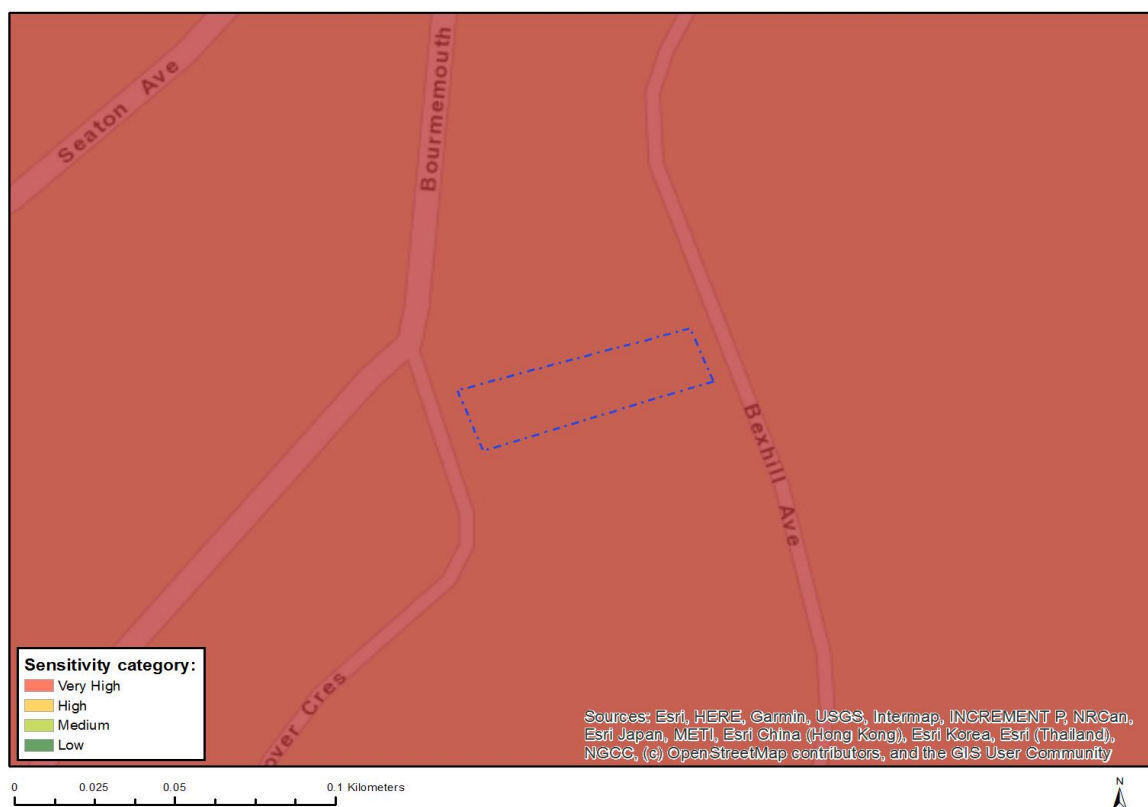 Seaton Ave
Bournemouth
Bexhill Ave
over Cres
Sensitivity category:
Very High
High
Medium
Low
Sources: Esri, HERE, Garmin, USGS, Intermap, INCREMENT P, NRCan,
Esri Japan, METI, Esri China (Hong Kong), Esri Korea, Esri (Thailand),
NGCC, (c) OpenStreetMap contributors, and the GIS User Community
0 0.025 0.05 0.1 Kilometers
N